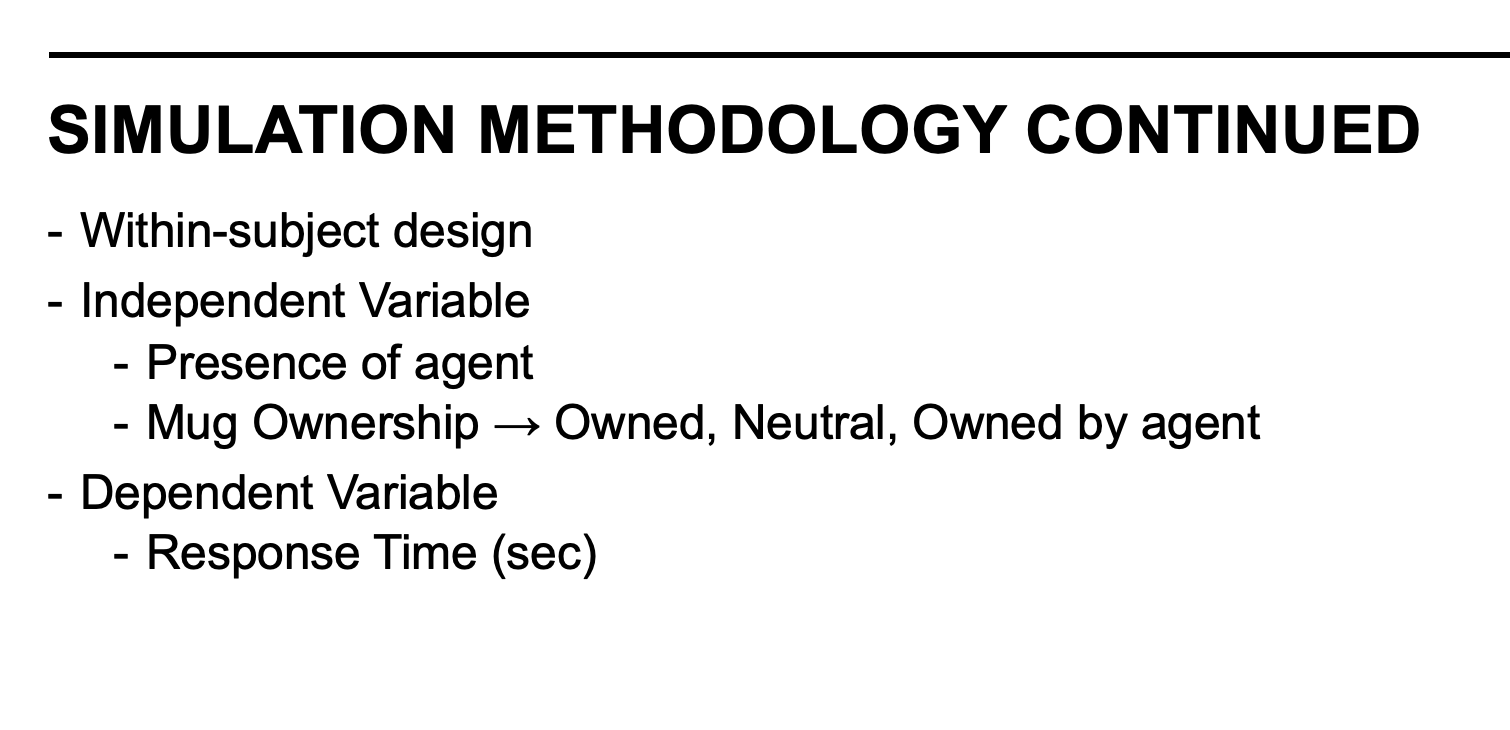 SIMULATION METHODOLOGY CONTINUED
- Within-subject design
- Independent Variable
- Presence of agent
- Mug Ownership → Owned, Neutral, Owned by agent
- Dependent Variable
- Response Time (sec)